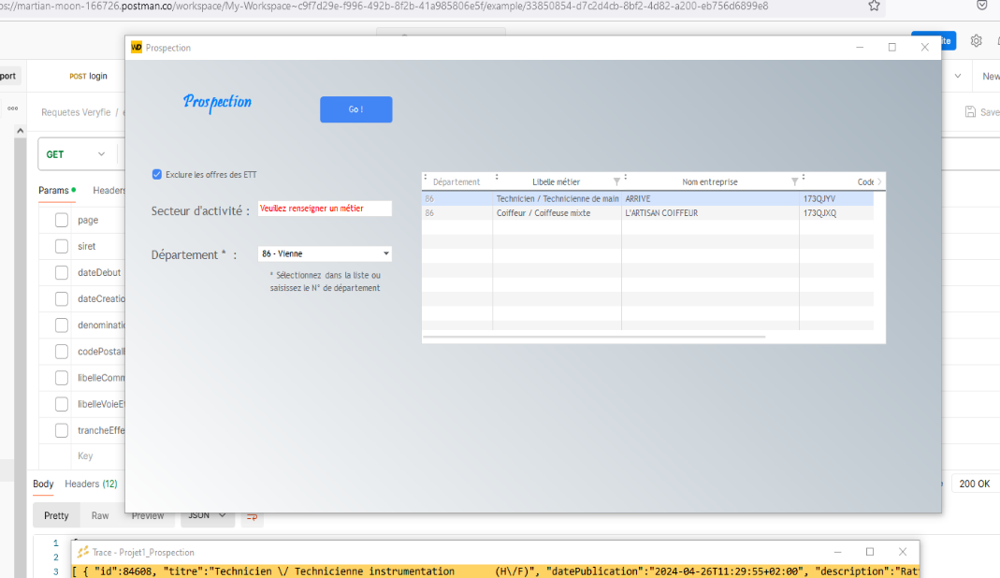 ps://martian-moon-166726.postman.co/workspace/My-Workspace~c9f7d29e-f996-492b-8f2b-41a985806e5f/example/33850854-d7c2d4cb-8bf2-4d82-a200-eb756d6899e8
WD Prospection
ite
port
POST login
New
Requetes Veryfie /
Save
Prospection
Go !
GET
Params
Headers
page
siret
dateDebut
dateCreatio
denominatio
codePostal
libelleComm
libelleVoieEt
trancheEffe
Key
Exclure les offres des ETT
Secteur d'activité :
Veuillez renseigner un métier
Département * :
86 - Vienne
* Sélectionnez dans la liste ou
saisissez le N° de département
Département Libelle métier Nom entreprise Code
86 Technicien / Technicienne de main ARRIVE 173QJYV
86 Coiffeur / Coiffeuse mixte L'ARTISAN COIFFEUR 173QJXQ
Body Headers (12)
200 OK
Pretty Raw Preview JSON
1
2
3
Trace - Projet1_Prospection
[ { "id":84608, "titre":"Technicien \/ Technicienne instrumentation (H\/F)", "datePublication":"2024-04-26T11:29:55+02:00", "description":"Rat